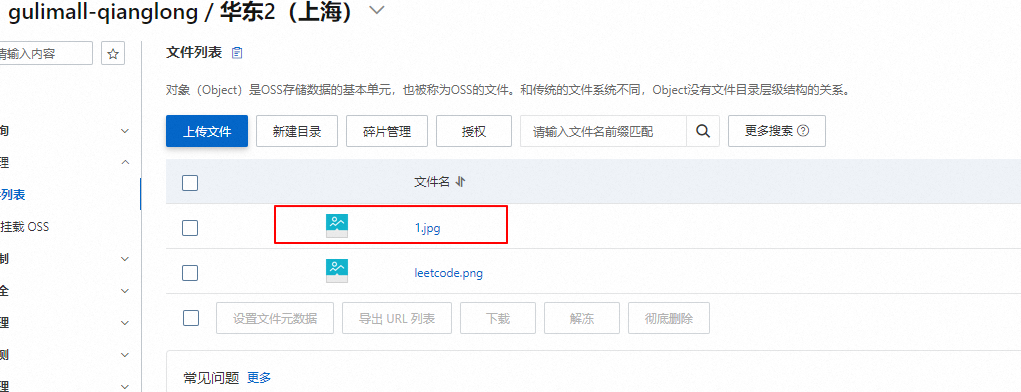 gulimall-qianglong / 华东2（上海）
请输入内容
文件列表
对象（Object）是OSS存储数据的基本单元，也被称为OSS的文件。和传统的文件系统不同，Object没有文件目录层级结构的关系。
上传文件 新建目录 碎片管理 授权 请输入文件名前缀匹配 更多搜索
询
理
文件名
列表
1.jpg
挂载 OSS
制
leetcode.png
全
理
设置文件元数据 导出 URL 列表 下载 解冻 彻底删除
测
理
常见问题 更多